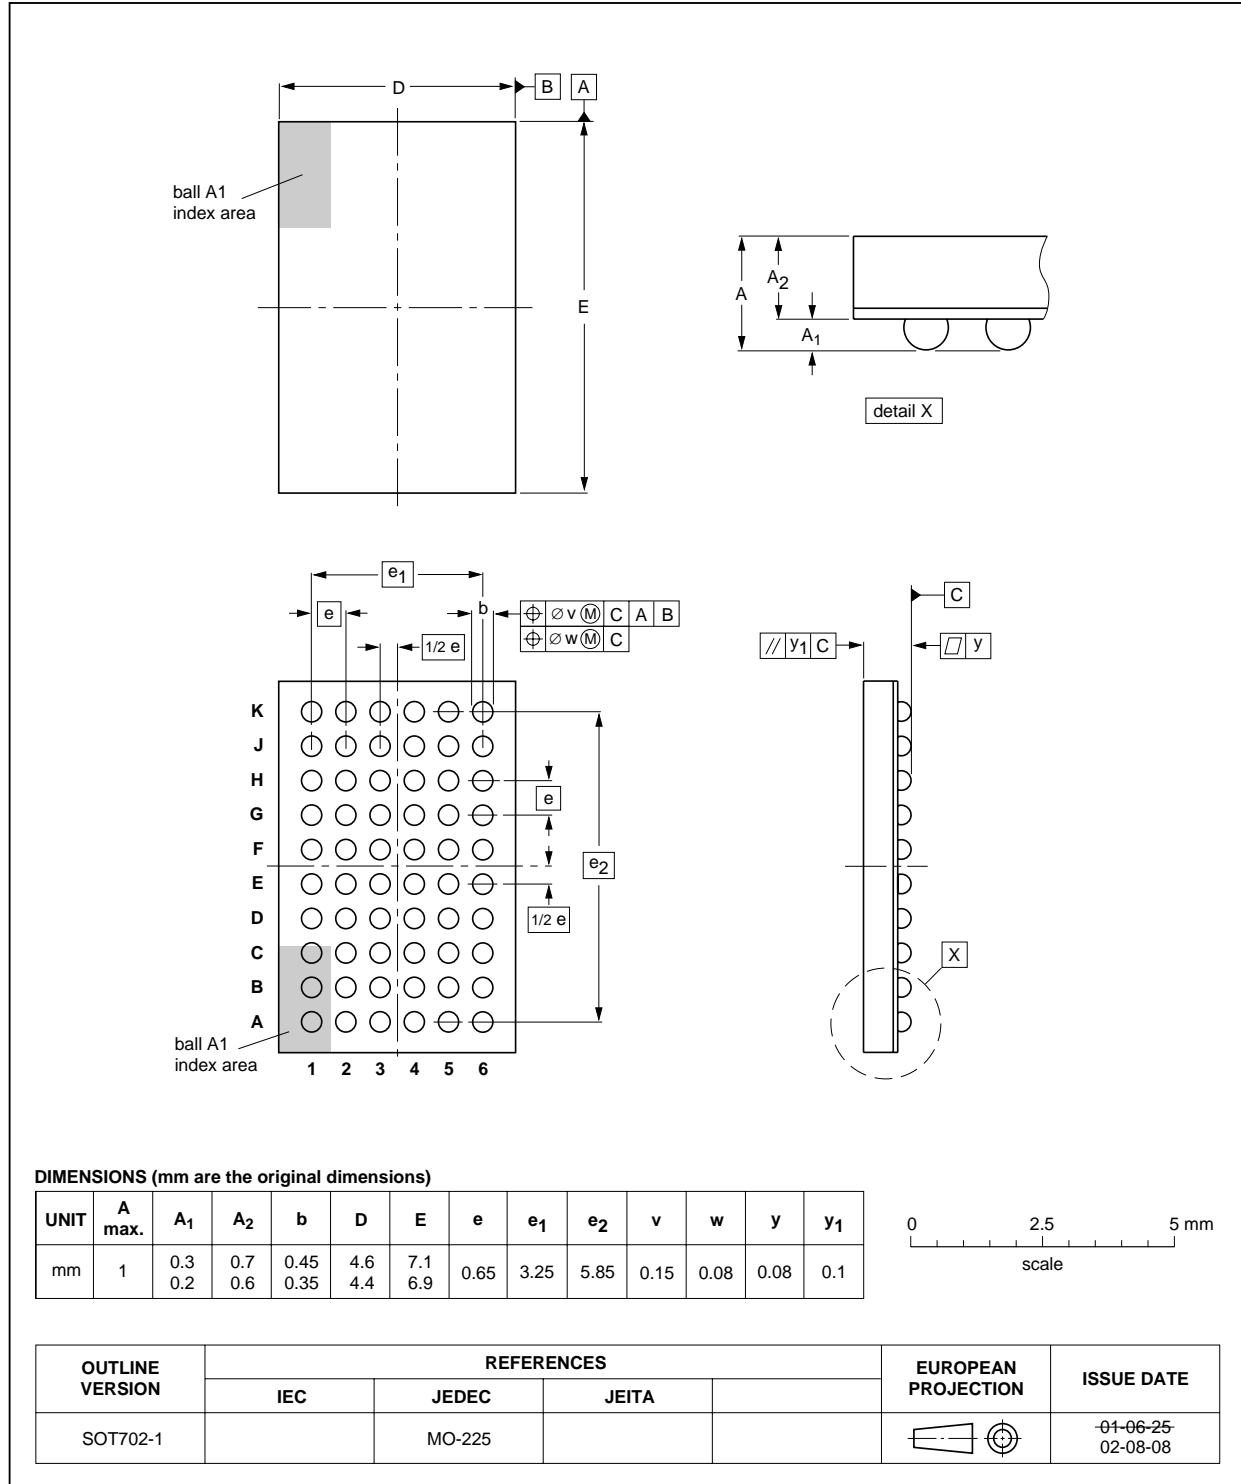 D
B
A
ball A1
index area
E
A
A2
A1
detail X
e1
e
b
⌖ ∅ v Ⓜ C A B
⌖ ∅ w Ⓜ C
1/2 e
C
// y1 C
▱ y
K
J
H
G
F
E
D
C
B
A
e
e2
1/2 e
X
ball A1
index area
1 2 3 4 5 6
DIMENSIONS (mm are the original dimensions)
UNIT A max. A1 A2 b D E e e1 e2 v w y y1
mm 1 0.3 0.2 0.7 0.6 0.45 0.35 4.6 4.4 7.1 6.9 0.65 3.25 5.85 0.15 0.08 0.08 0.1
0 2.5 5 mm
scale
OUTLINE VERSION REFERENCES EUROPEAN PROJECTION ISSUE DATE
IEC JEDEC JEITA
SOT702-1 MO-225 01-06-25
02-08-08